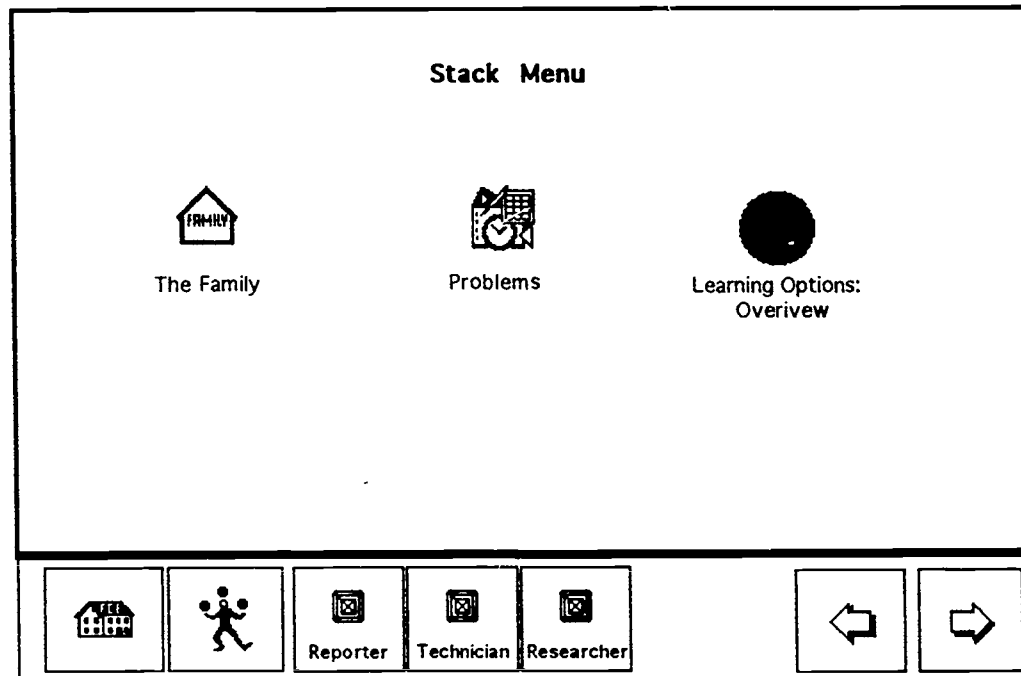 Stack Menu
FAMILY
The Family
Problems
Learning Options:
Overivew
Reporter
Technician
Researcher